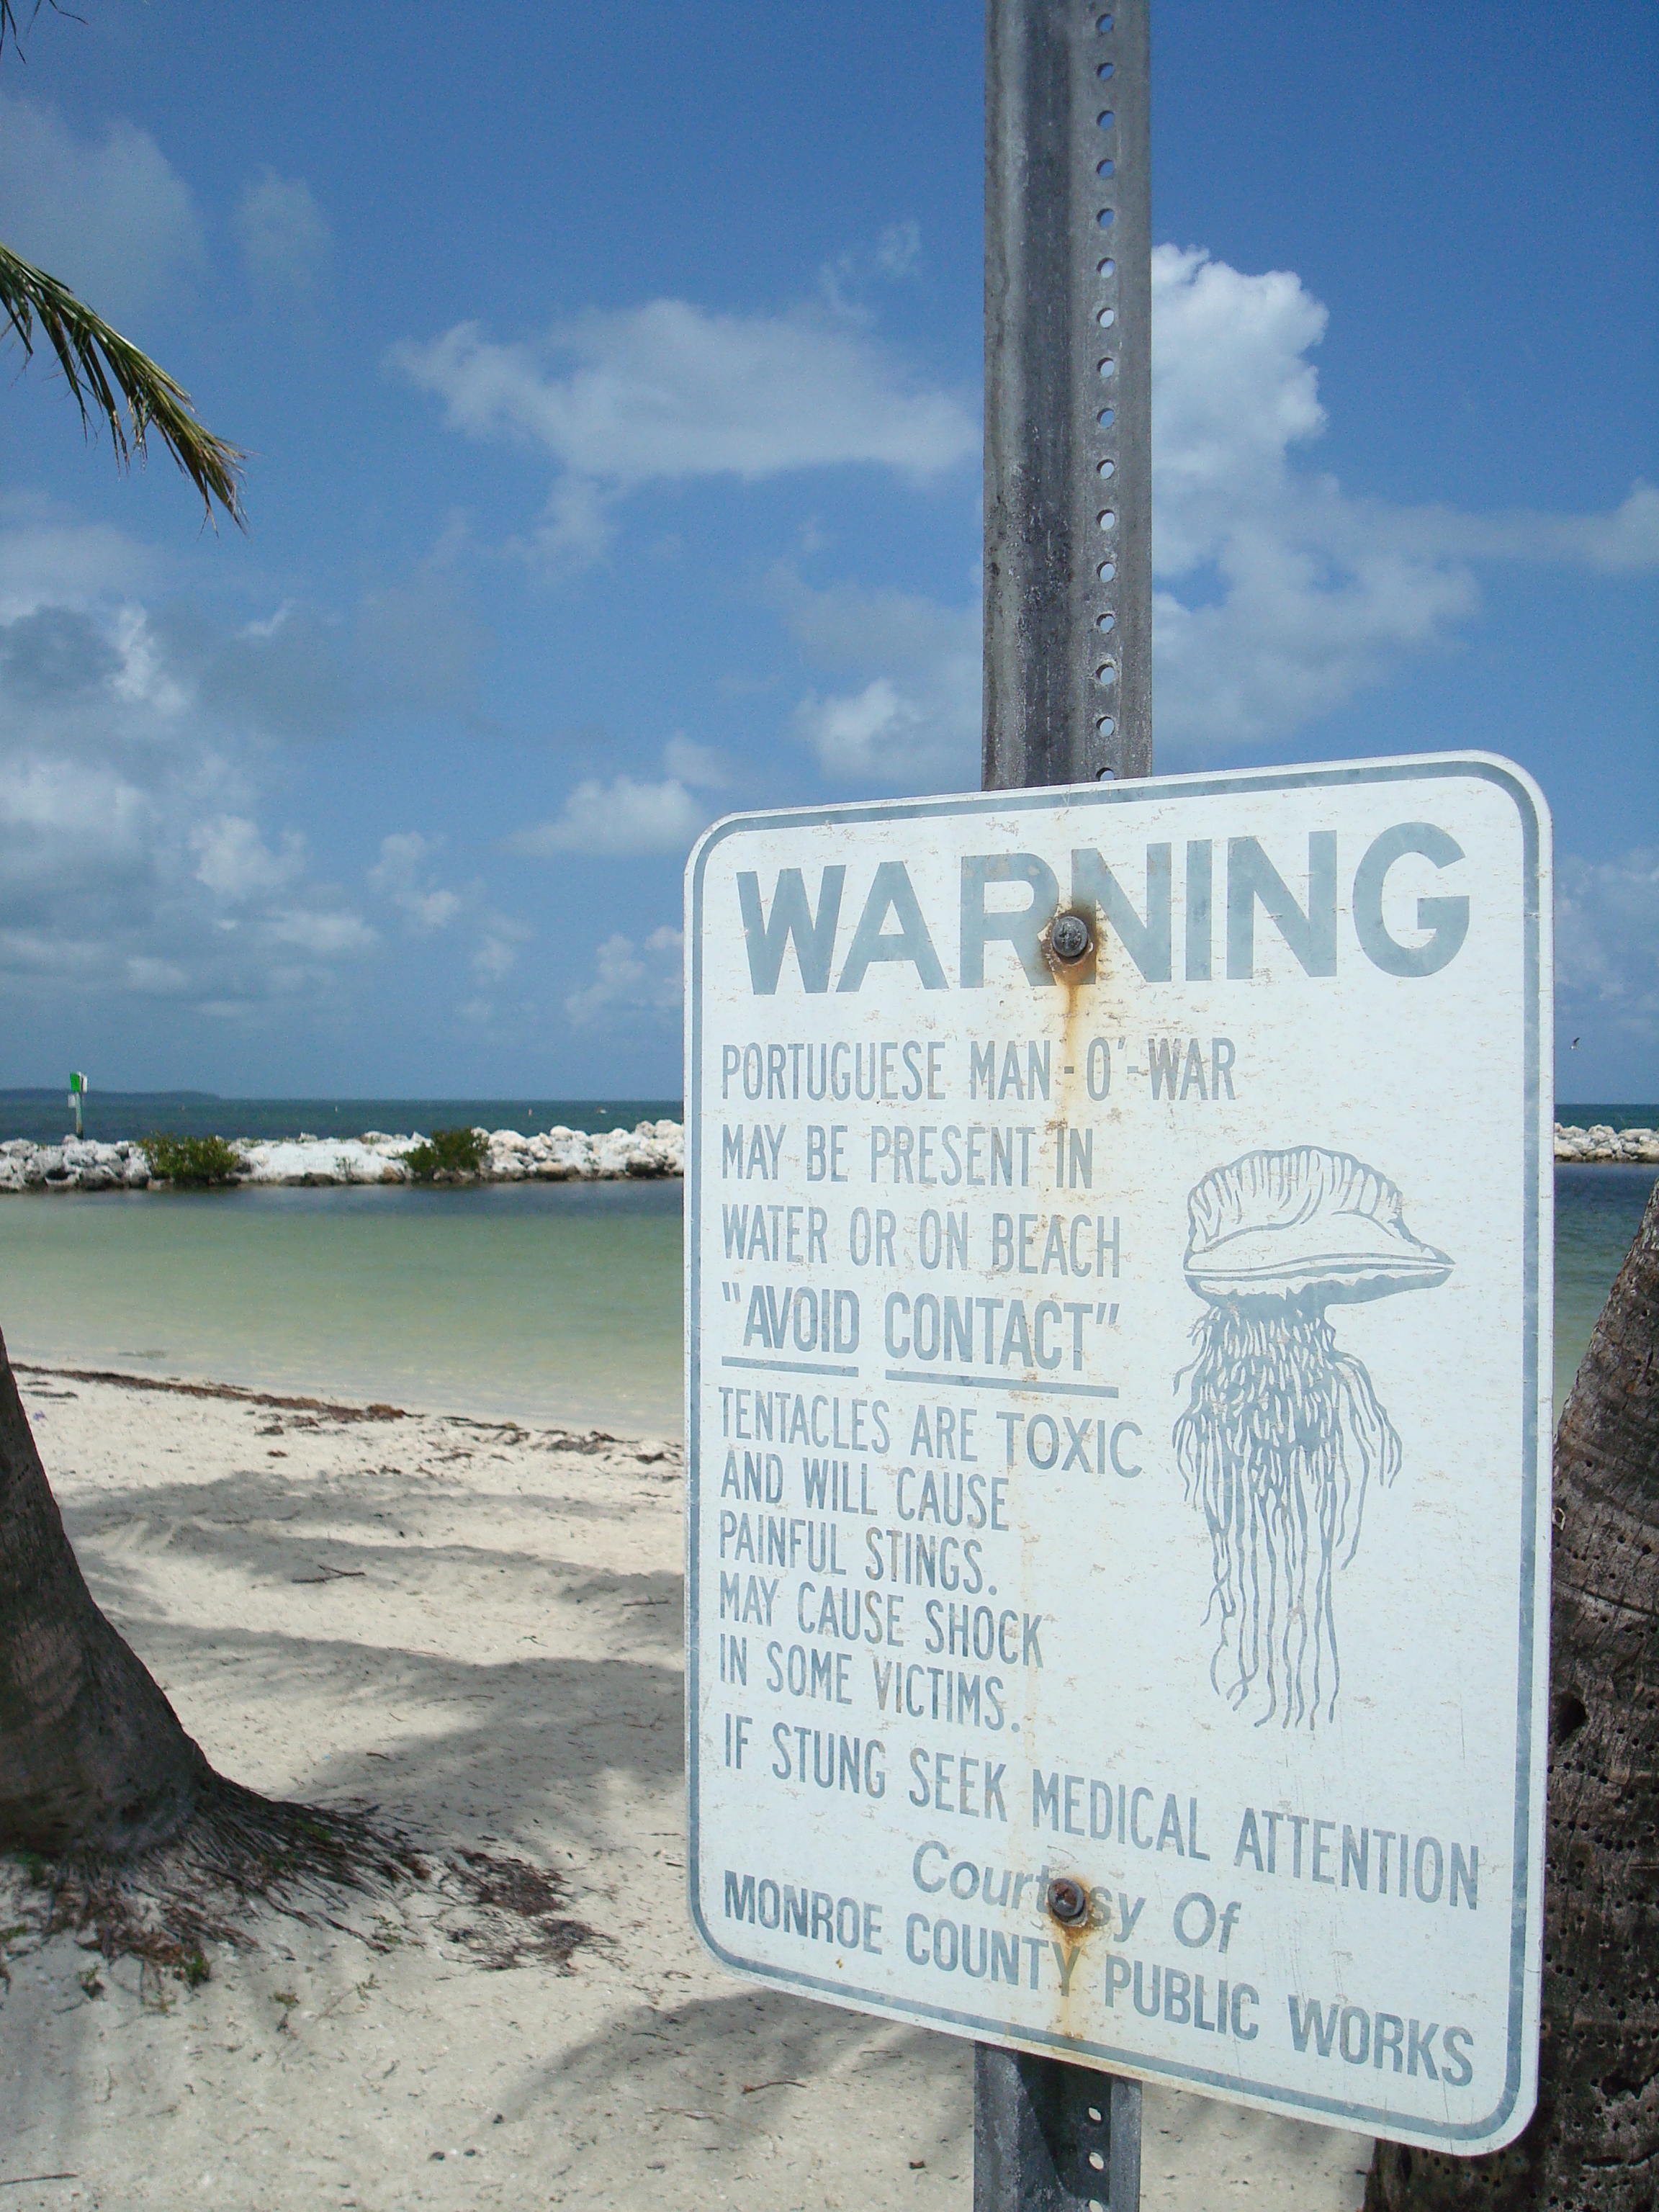 WARNING
PORTUGUESE MAN-O'-WAR
MAY BE PRESENT IN
WATER OR ON BEACH
"AVOID CONTACT"
TENTACLES ARE TOXIC
AND WILL CAUSE
PAINFUL STINGS.
MAY CAUSE SHOCK
IN SOME VICTIMS.
IF STUNG SEEK MEDICAL ATTENTION
Courtesy Of
MONROE COUNTY PUBLIC WORKS